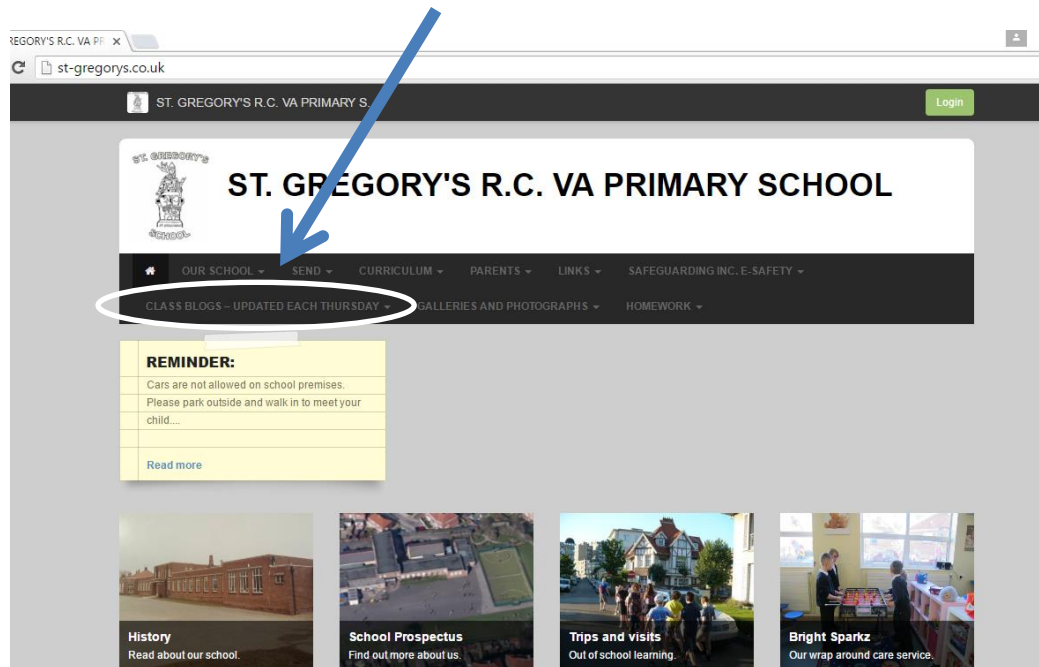 REGORY'S R.C. VA PR
st-gregorys.co.uk
ST. GREGORY'S R.C. VA PRIMARY S...
Login
ST. GREGORY'S
SCHOOL
ST. GREGORY'S R.C. VA PRIMARY SCHOOL
OUR SCHOOL SEND CURRICULUM PARENTS LINKS SAFEGUARDING INC. E-SAFETY
CLASS BLOGS – UPDATED EACH THURSDAY GALLERIES AND PHOTOGRAPHS HOMEWORK
REMINDER:
Cars are not allowed on school premises.
Please park outside and walk in to meet your
child....
Read more
History
Read about our school.
School Prospectus
Find out more about us.
Trips and visits
Out of school learning.
Bright Sparkz
Our wrap around care service.